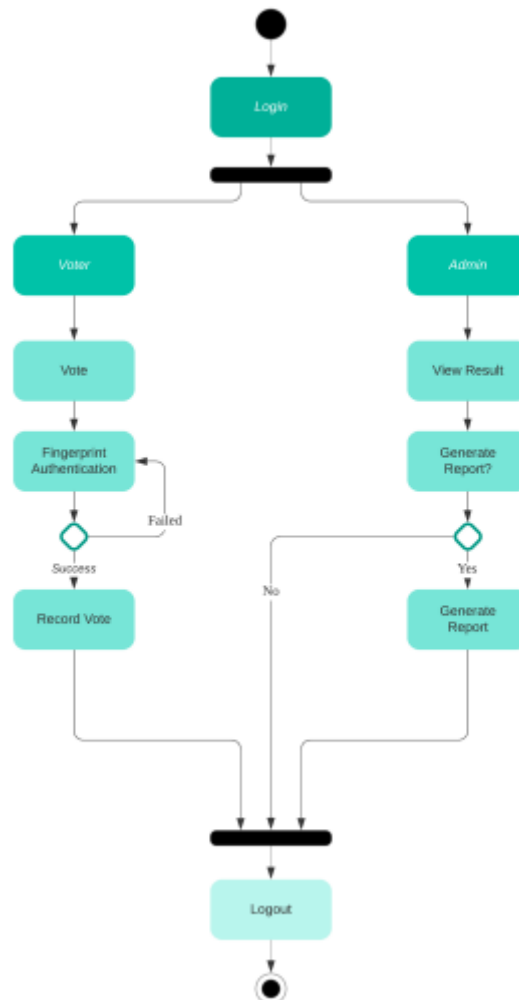 Login
Voter
Admin
Vote
View Result
Fingerprint
Authentication
Generate
Report?
Failed
Success
Yes
No
Record Vote
Generate
Report
Logout